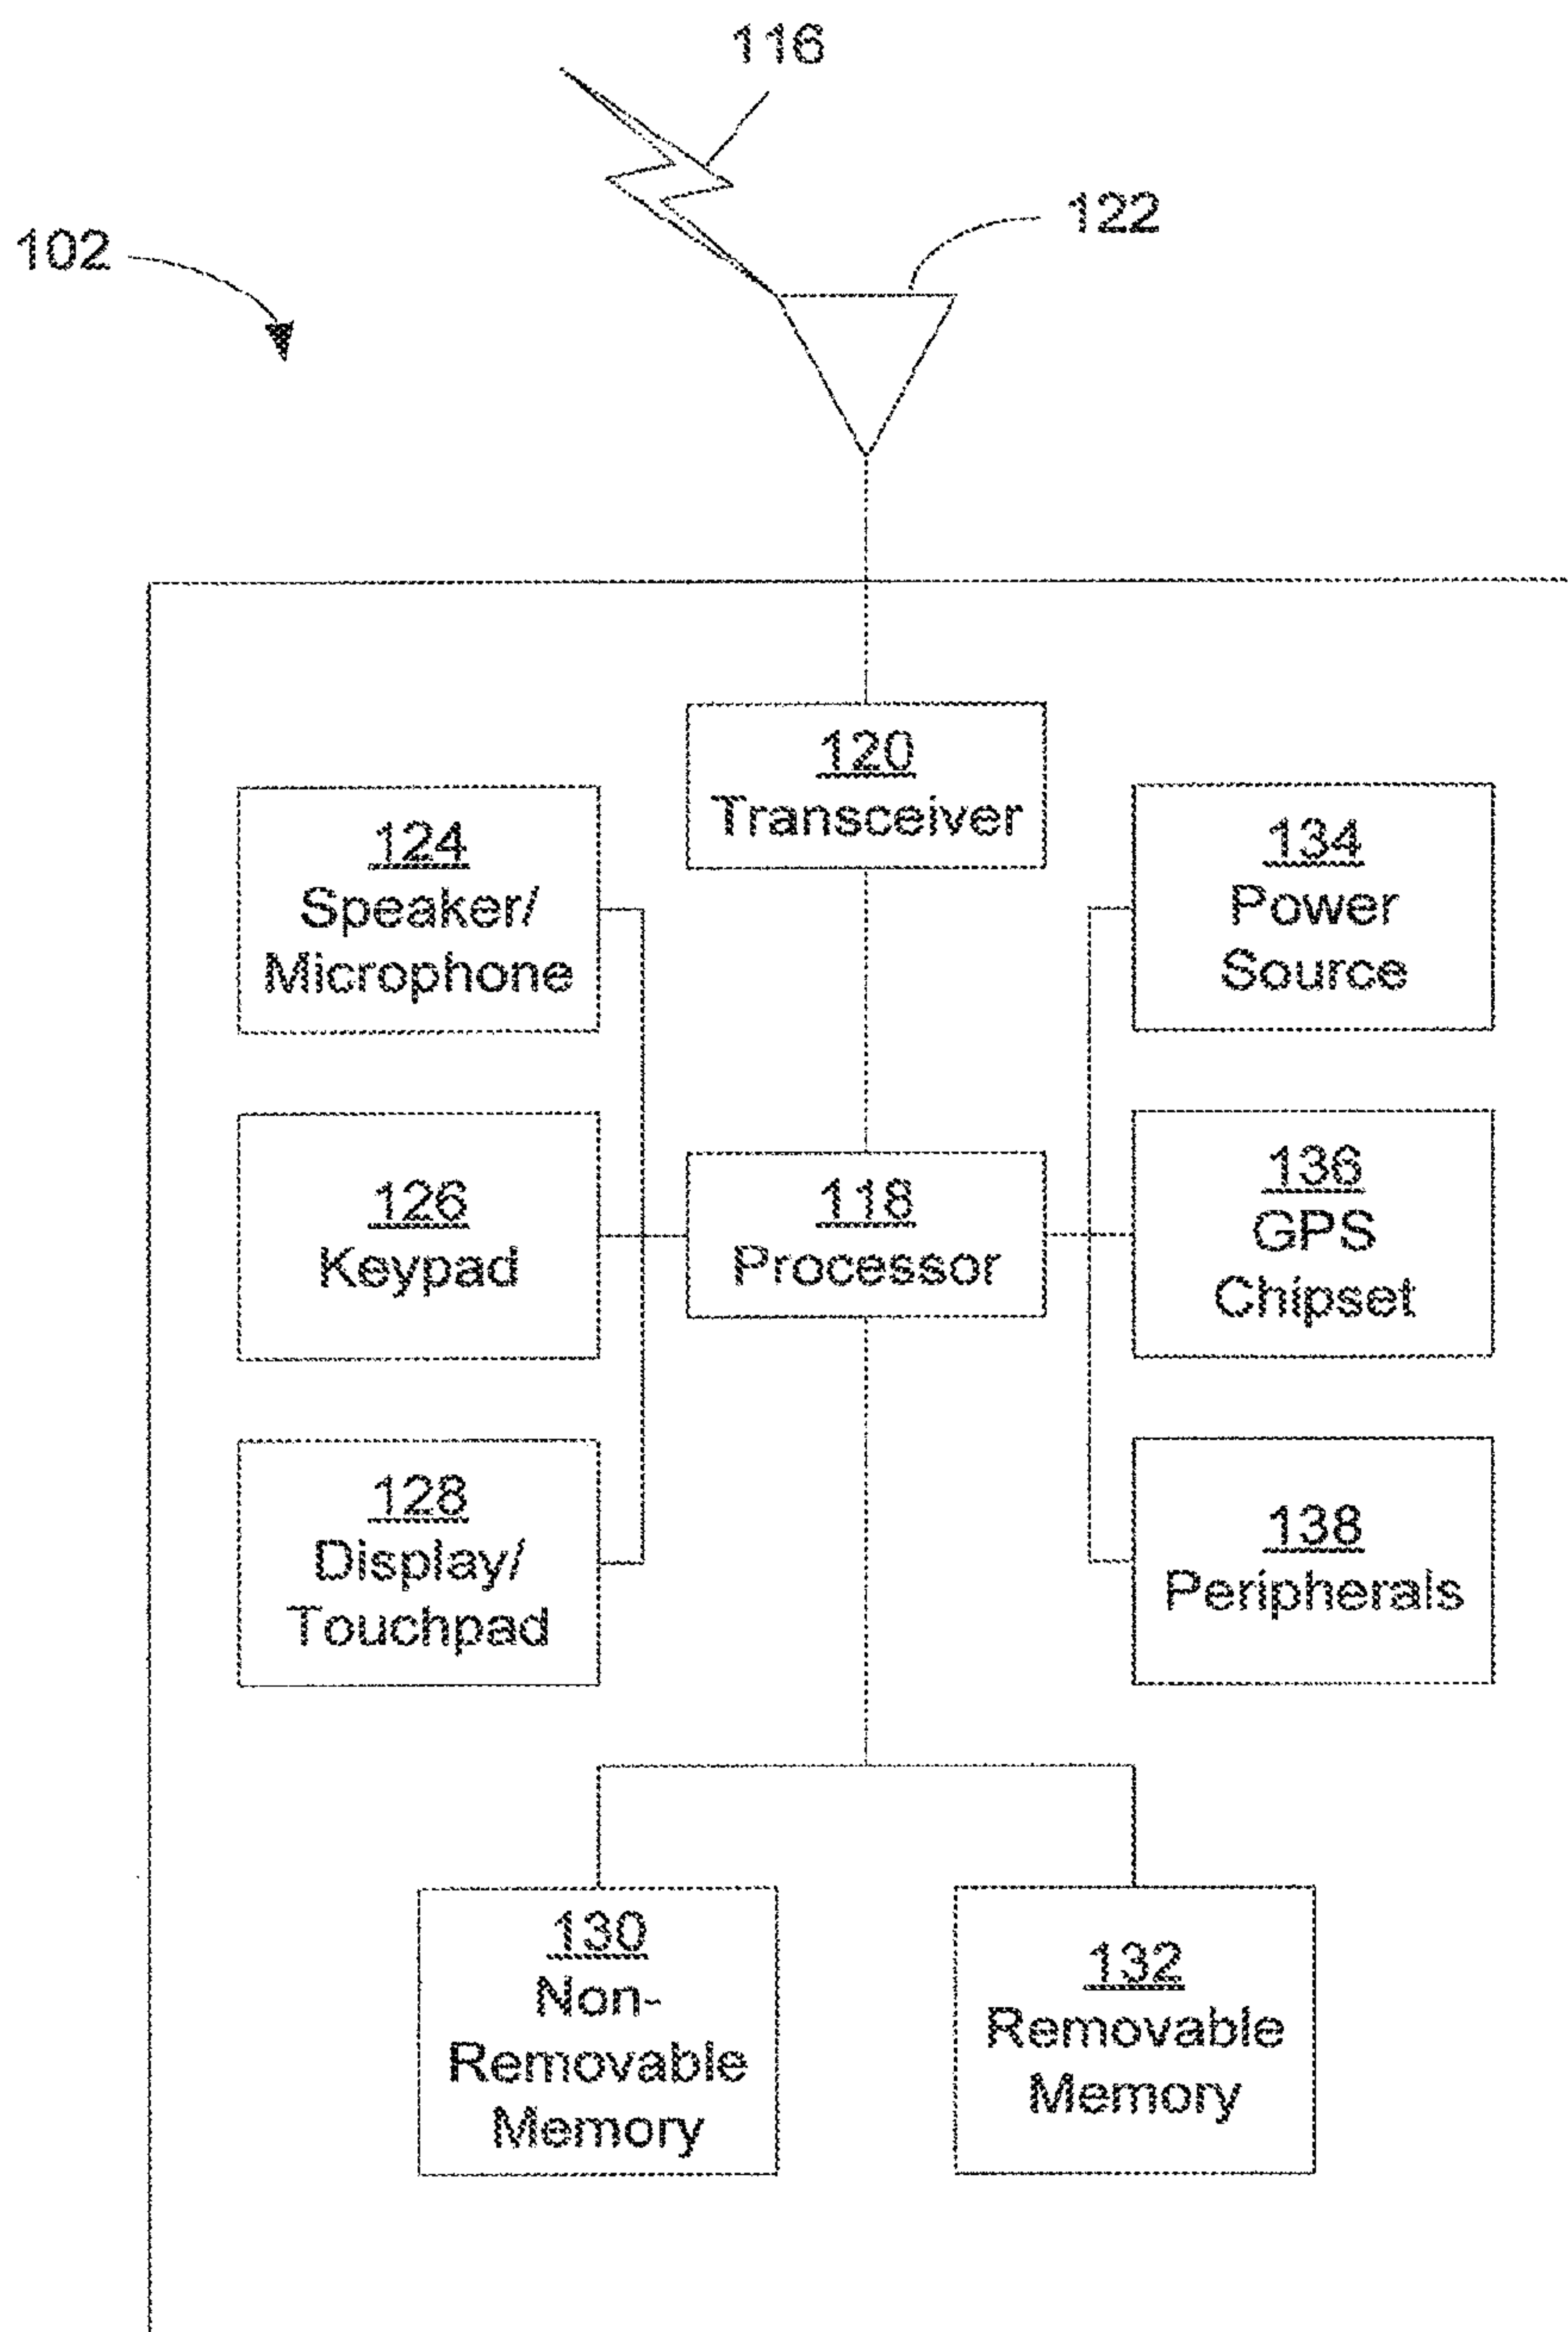 116
122
102
120
Transceiver
124
Speaker/
Microphone
134
Power
Source
126
Keypad
118
Processor
136
GPS
Chipset
128
Display/
Touchpad
138
Peripherals
130
Non-
Removable
Memory
132
Removable
Memory